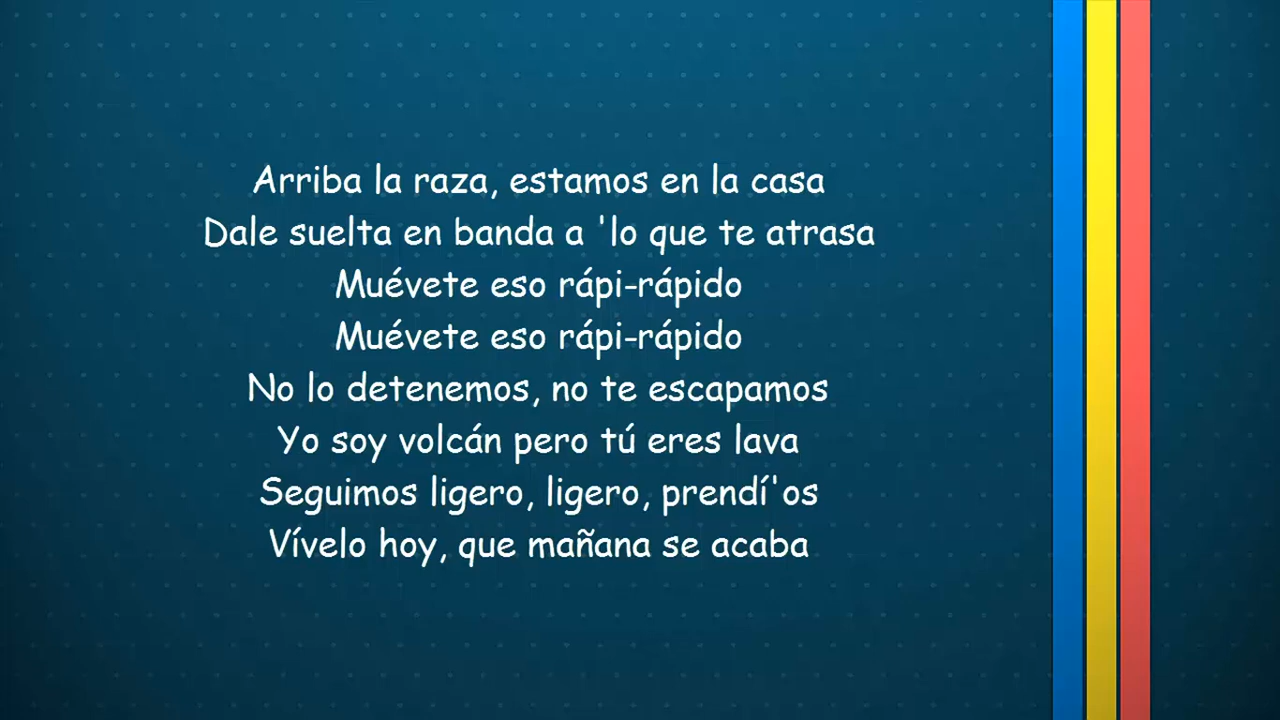 Arriba la raza, estamos en la casa
Dale suelta en banda a 'lo que te atrasa
Muévete eso rápi-rápido
Muévete eso rápi-rápido
No lo detenemos, no te escapamos
Yo soy volcán pero tú eres lava
Seguimos ligero, ligero, prendí'os
Vívelo hoy, que mañana se acaba